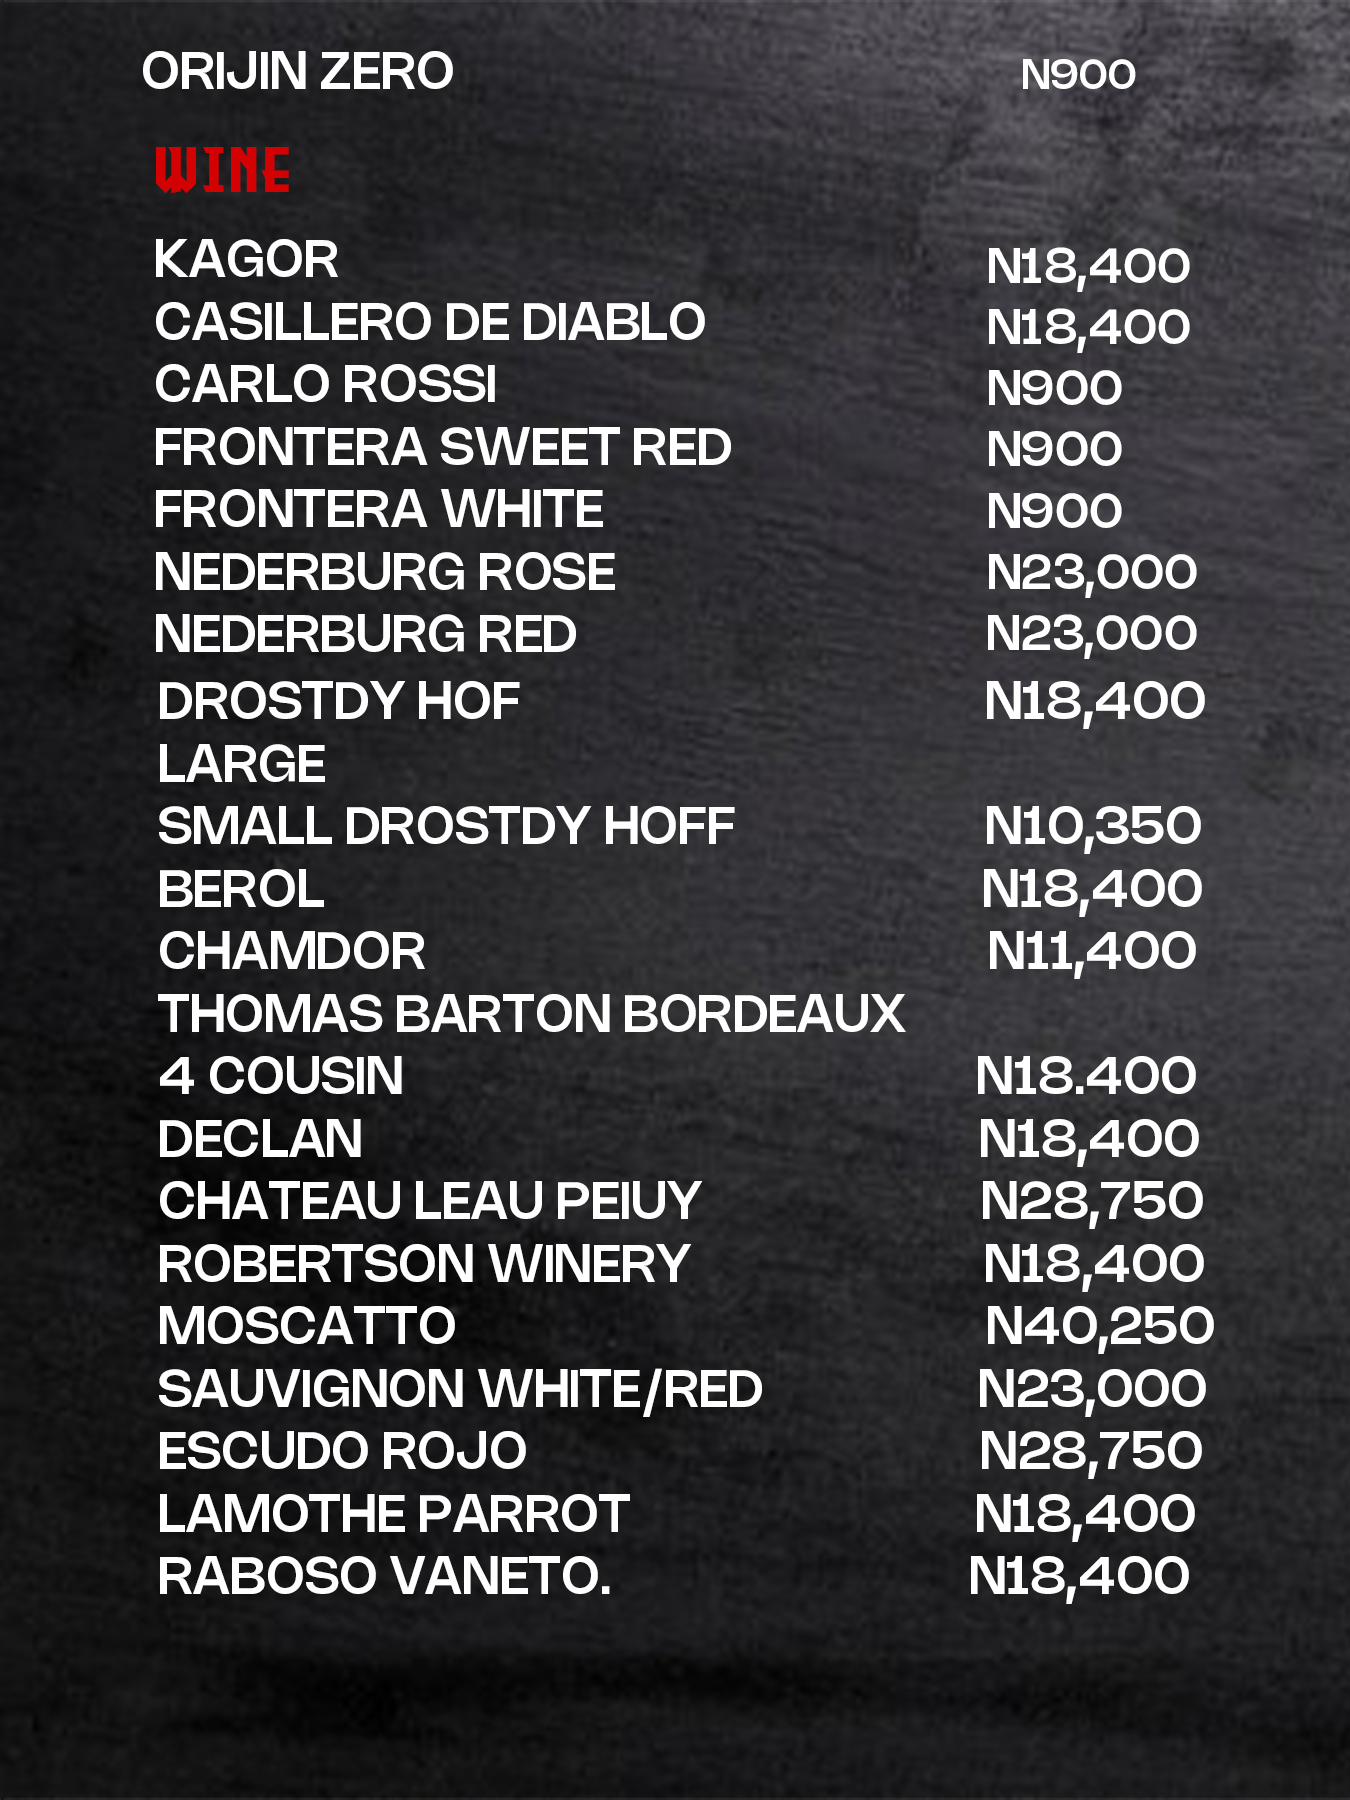 ORIJIN ZERO N900
WINE
KAGOR N18,400
CASILLERO DE DIABLO N18,400
CARLO ROSSI N900
FRONTERA SWEET RED N900
FRONTERA WHITE N900
NEDERBURG ROSE N23,000
NEDERBURG RED N23,000
DROSTDY HOF N18,400
LARGE
SMALL DROSTDY HOFF N10,350
BEROL N18,400
CHAMDOR N11,400
THOMAS BARTON BORDEAUX
4 COUSIN N18.400
DECLAN N18,400
CHATEAU LEAU PEIUY N28,750
ROBERTSON WINERY N18,400
MOSCATTO N40,250
SAUVIGNON WHITE/RED N23,000
ESCUDO ROJO N28,750
LAMOTHE PARROT N18,400
RABOSO VANETO. N18,400